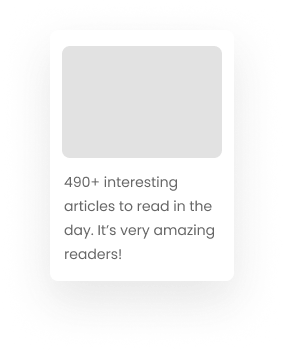 490+ interesting
articles to read in the
day. It’s very amazing
readers!